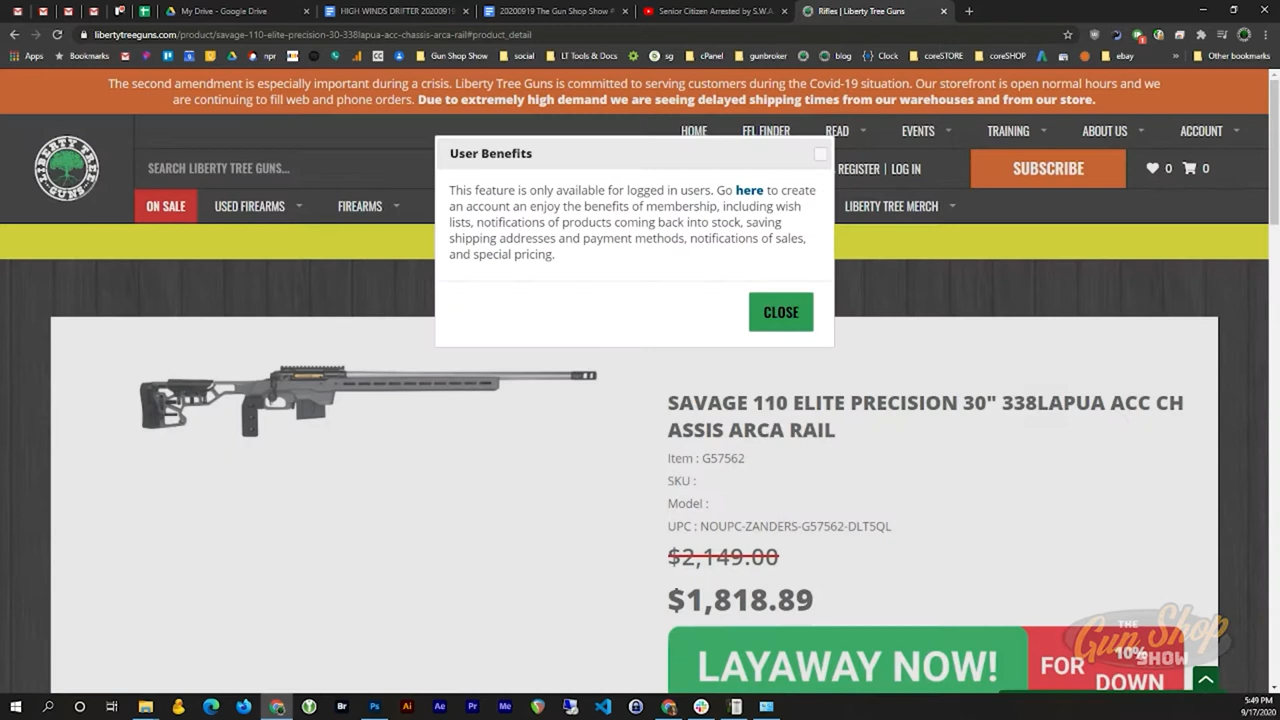 My Drive - Google Drive
HIGH WINDS DRIFTER 20200919
20200919 The Gun Shop Show
Senior Citizen Arrested by S.W.A
Rifles | Liberty Tree Guns
libertytreeguns.com/product/savage-110-elite-precision-30-338lapua-acc-chassis-arca-rail#product_detail
Apps
Bookmarks
npr
Gun Shop Show
social
LT Tools & Docs
sg
cPanel
gunbroker
blog
{} Clock
coreSTORE
coreSHOP
ebay
»
Other bookmarks
The second amendment is especially important during a crisis. Liberty Tree Guns is committed to serving customers during the Covid-19 situation. Our storefront is open normal hours and we
are continuing to fill web and phone orders. Due to extremely high demand we are seeing delayed shipping times from our warehouses and from our store.
HOME
FFL FINDER
READ
EVENTS
TRAINING
ABOUT US
ACCOUNT
LIBERTY TREE GUNS
SEARCH LIBERTY TREE GUNS...
REGISTER | LOG IN
SUBSCRIBE
0
0
ON SALE
USED FIREARMS
FIREARMS
LIBERTY TREE MERCH
User Benefits
This feature is only available for logged in users. Go here to create
an account an enjoy the benefits of membership, including wish
lists, notifications of products coming back into stock, saving
shipping addresses and payment methods, notifications of sales,
and special pricing.
CLOSE
SAVAGE 110 ELITE PRECISION 30" 338LAPUA ACC CH
ASSIS ARCA RAIL
Item : G57562
SKU :
Model :
UPC : NOUPC-ZANDERS-G57562-DLT5QL
$2,149.00
$1,818.89
LAYAWAY NOW!
FOR
10%
DOWN
THE
Gun Shop
SHOW
Br
Ps
Ai
Ae
Pr
Me
5:49 PM
9/17/2020